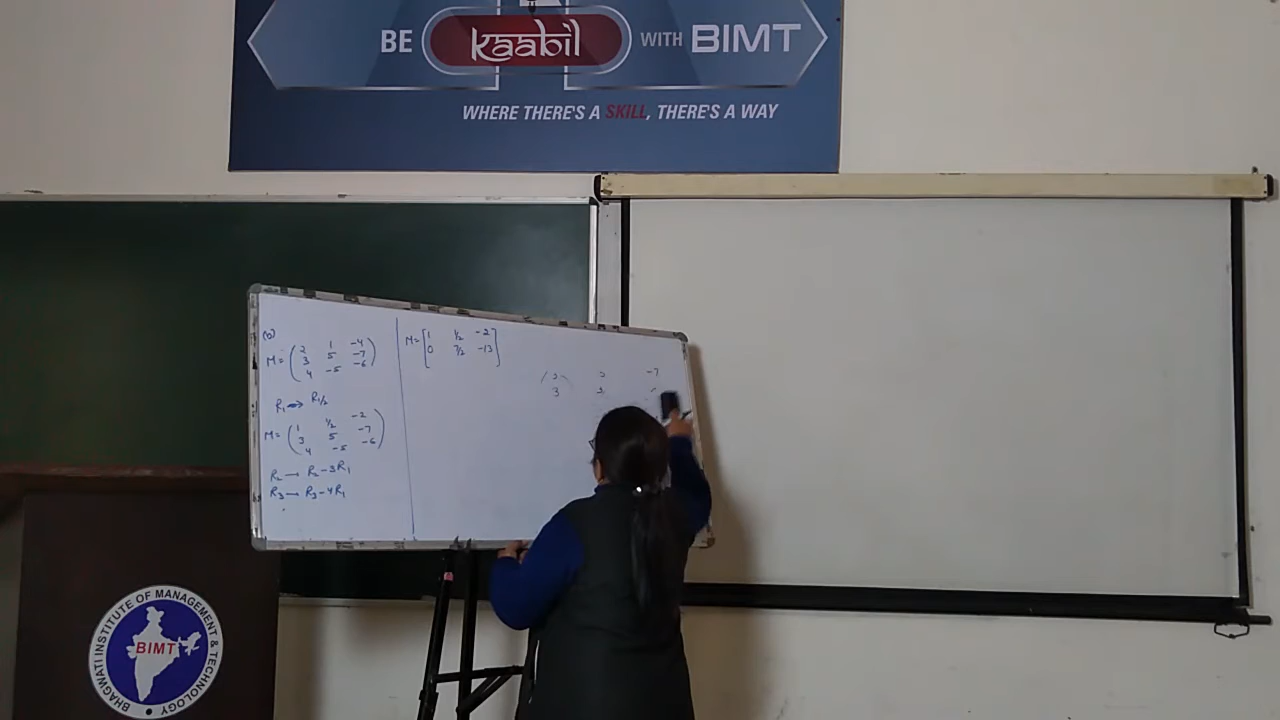 BE kaabil WITH BIMT
WHERE THERE'S A SKILL, THERE'S A WAY
M = ( 2 1 -4
3 5 -7
4 -5 -6 )
R1 → R1/2
M = ( 1 1/2 -2
3 5 -7
4 -5 -6 )
R2 → R2-3R1
R3 → R3-4R1
M = [ 1 1/2 -2
0 7/2 -13 ]
-7
3
BHAGWATI INSTITUTE OF MANAGEMENT & TECHNOLOGY
BIMT